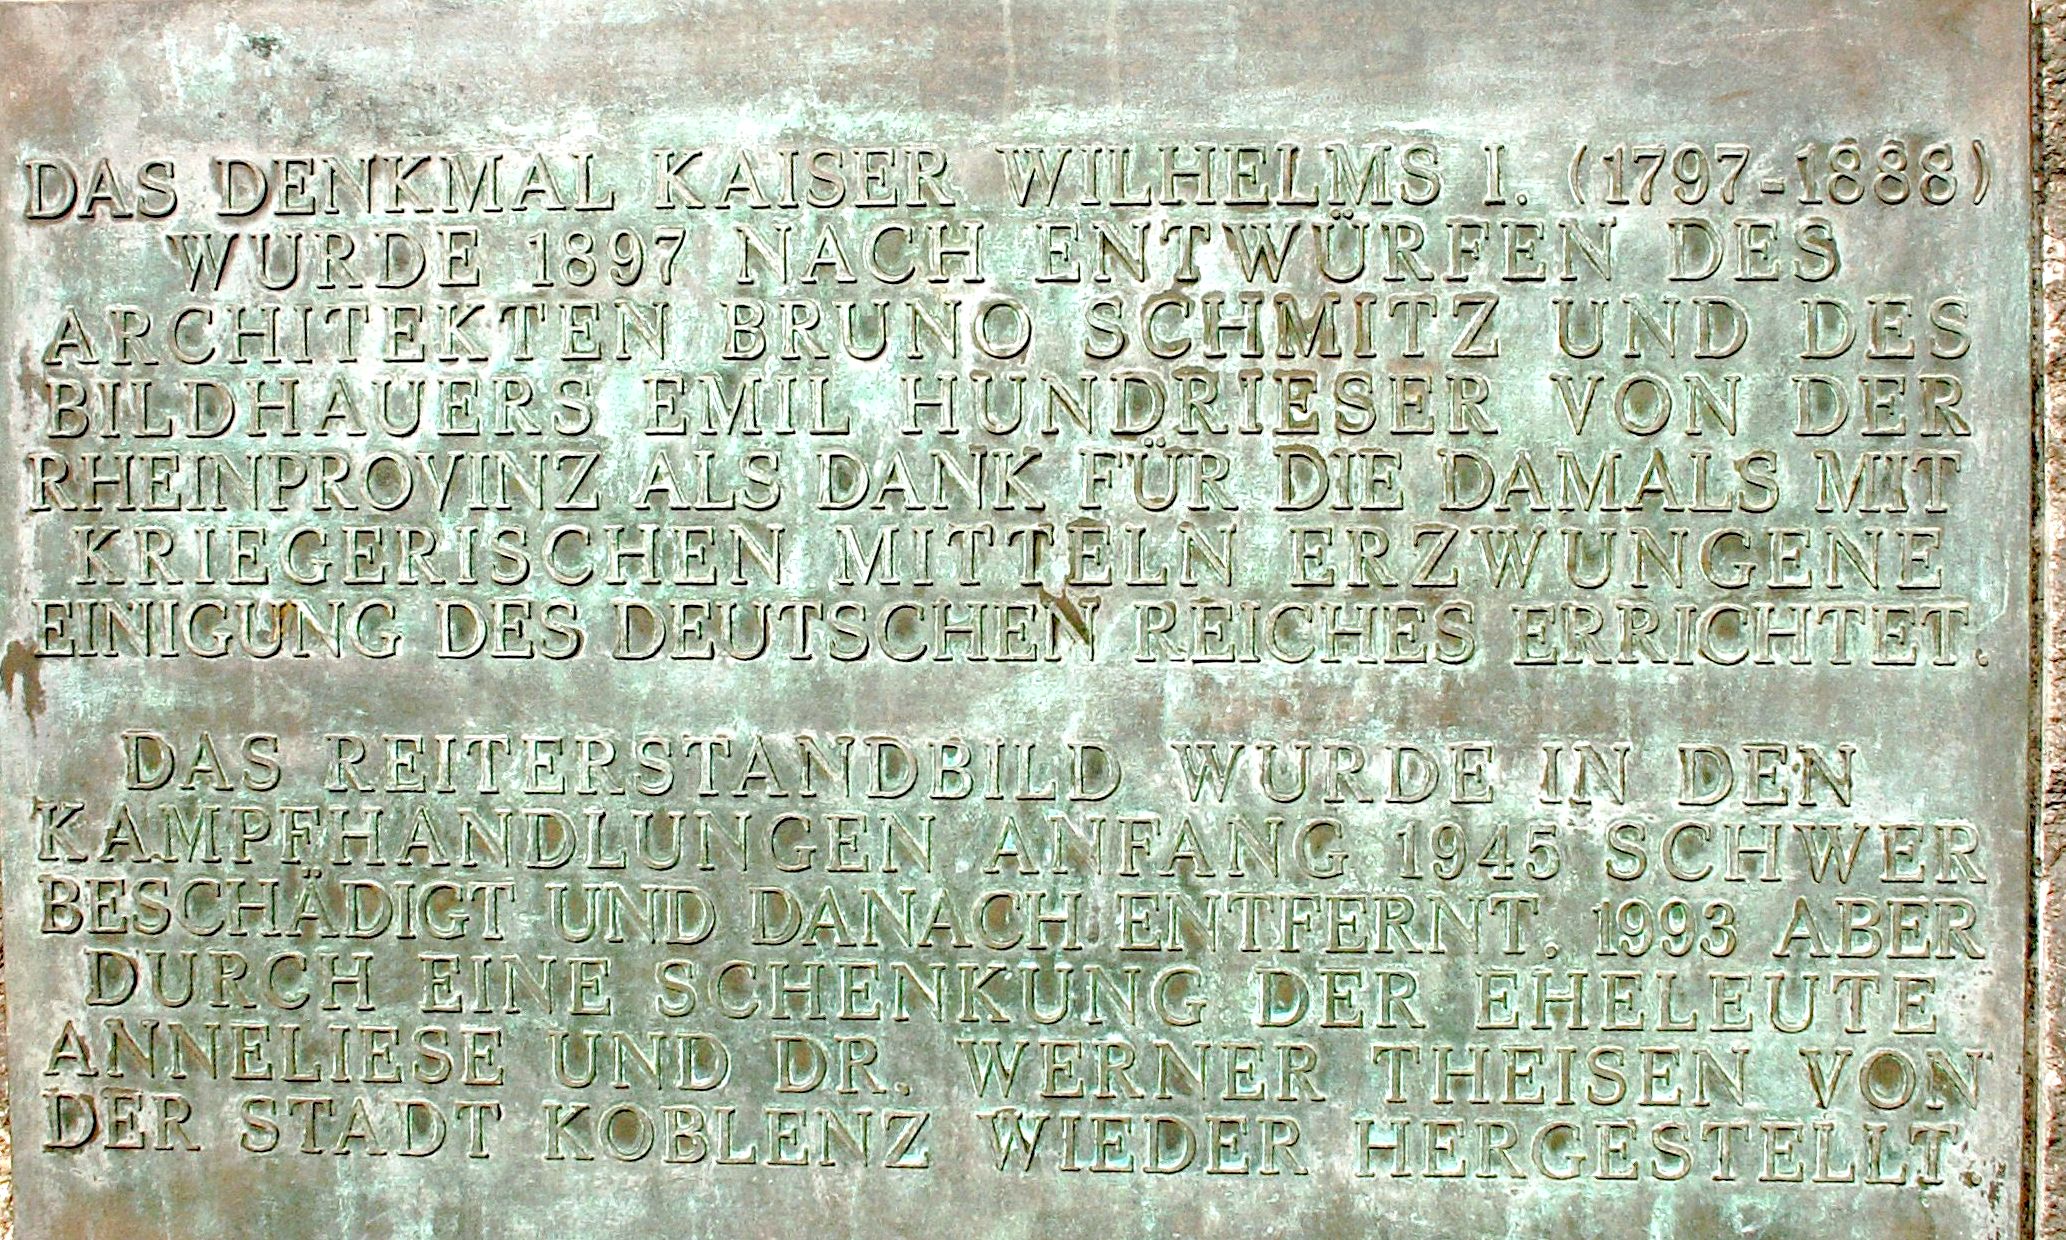 DAS DENKMAL KAISER WILHELMS I. (1797-1888)
WURDE 1897 NACH ENTWÜRFEN DES
ARCHITEKTEN BRUNO SCHMITZ UND DES
BILDHAUERS EMIL HUNDRIESER VON DER
RHEINPROVINZ ALS DANK FÜR DIE DAMALS MIT
KRIEGERISCHEN MITTELN ERZWUNGENE
EINIGUNG DES DEUTSCHEN REICHES ERRICHTET.
DAS REITERSTANDBILD WURDE IN DEN
KAMPFHANDLUNGEN ANFANG 1945 SCHWER
BESCHÄDIGT UND DANACH ENTFERNT. 1993 ABER
DURCH EINE SCHENKUNG DER EHELEUTE
ANNELIESE UND DR. WERNER THEISEN VON
DER STADT KOBLENZ WIEDER HERGESTELLT.